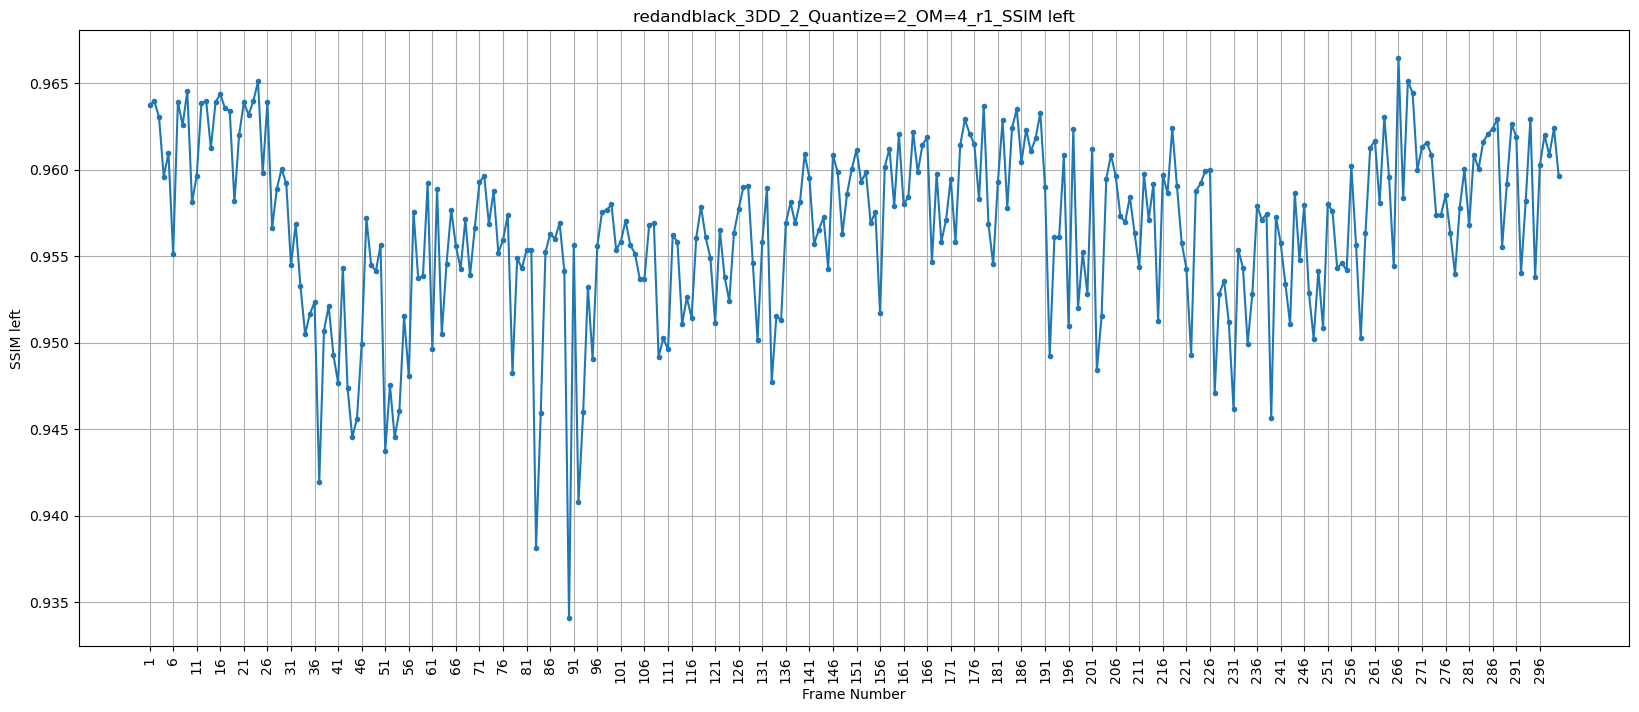 redandblack_3DD_2_Quantize=2_OM=4_r1_SSIM left
0.965
0.960
0.955
0.950
0.945
0.940
0.935
SSIM left
1 6 11 16 21 26 31 36 41 46 51 56 61 66 71 76 81 86 91 96 101 106 111 116 121 126 131 136 141 146 151 156 161 166 171 176 181 186 191 196 201 206 211 216 221 226 231 236 241 246 251 256 261 266 271 276 281 286 291 296
Frame Number